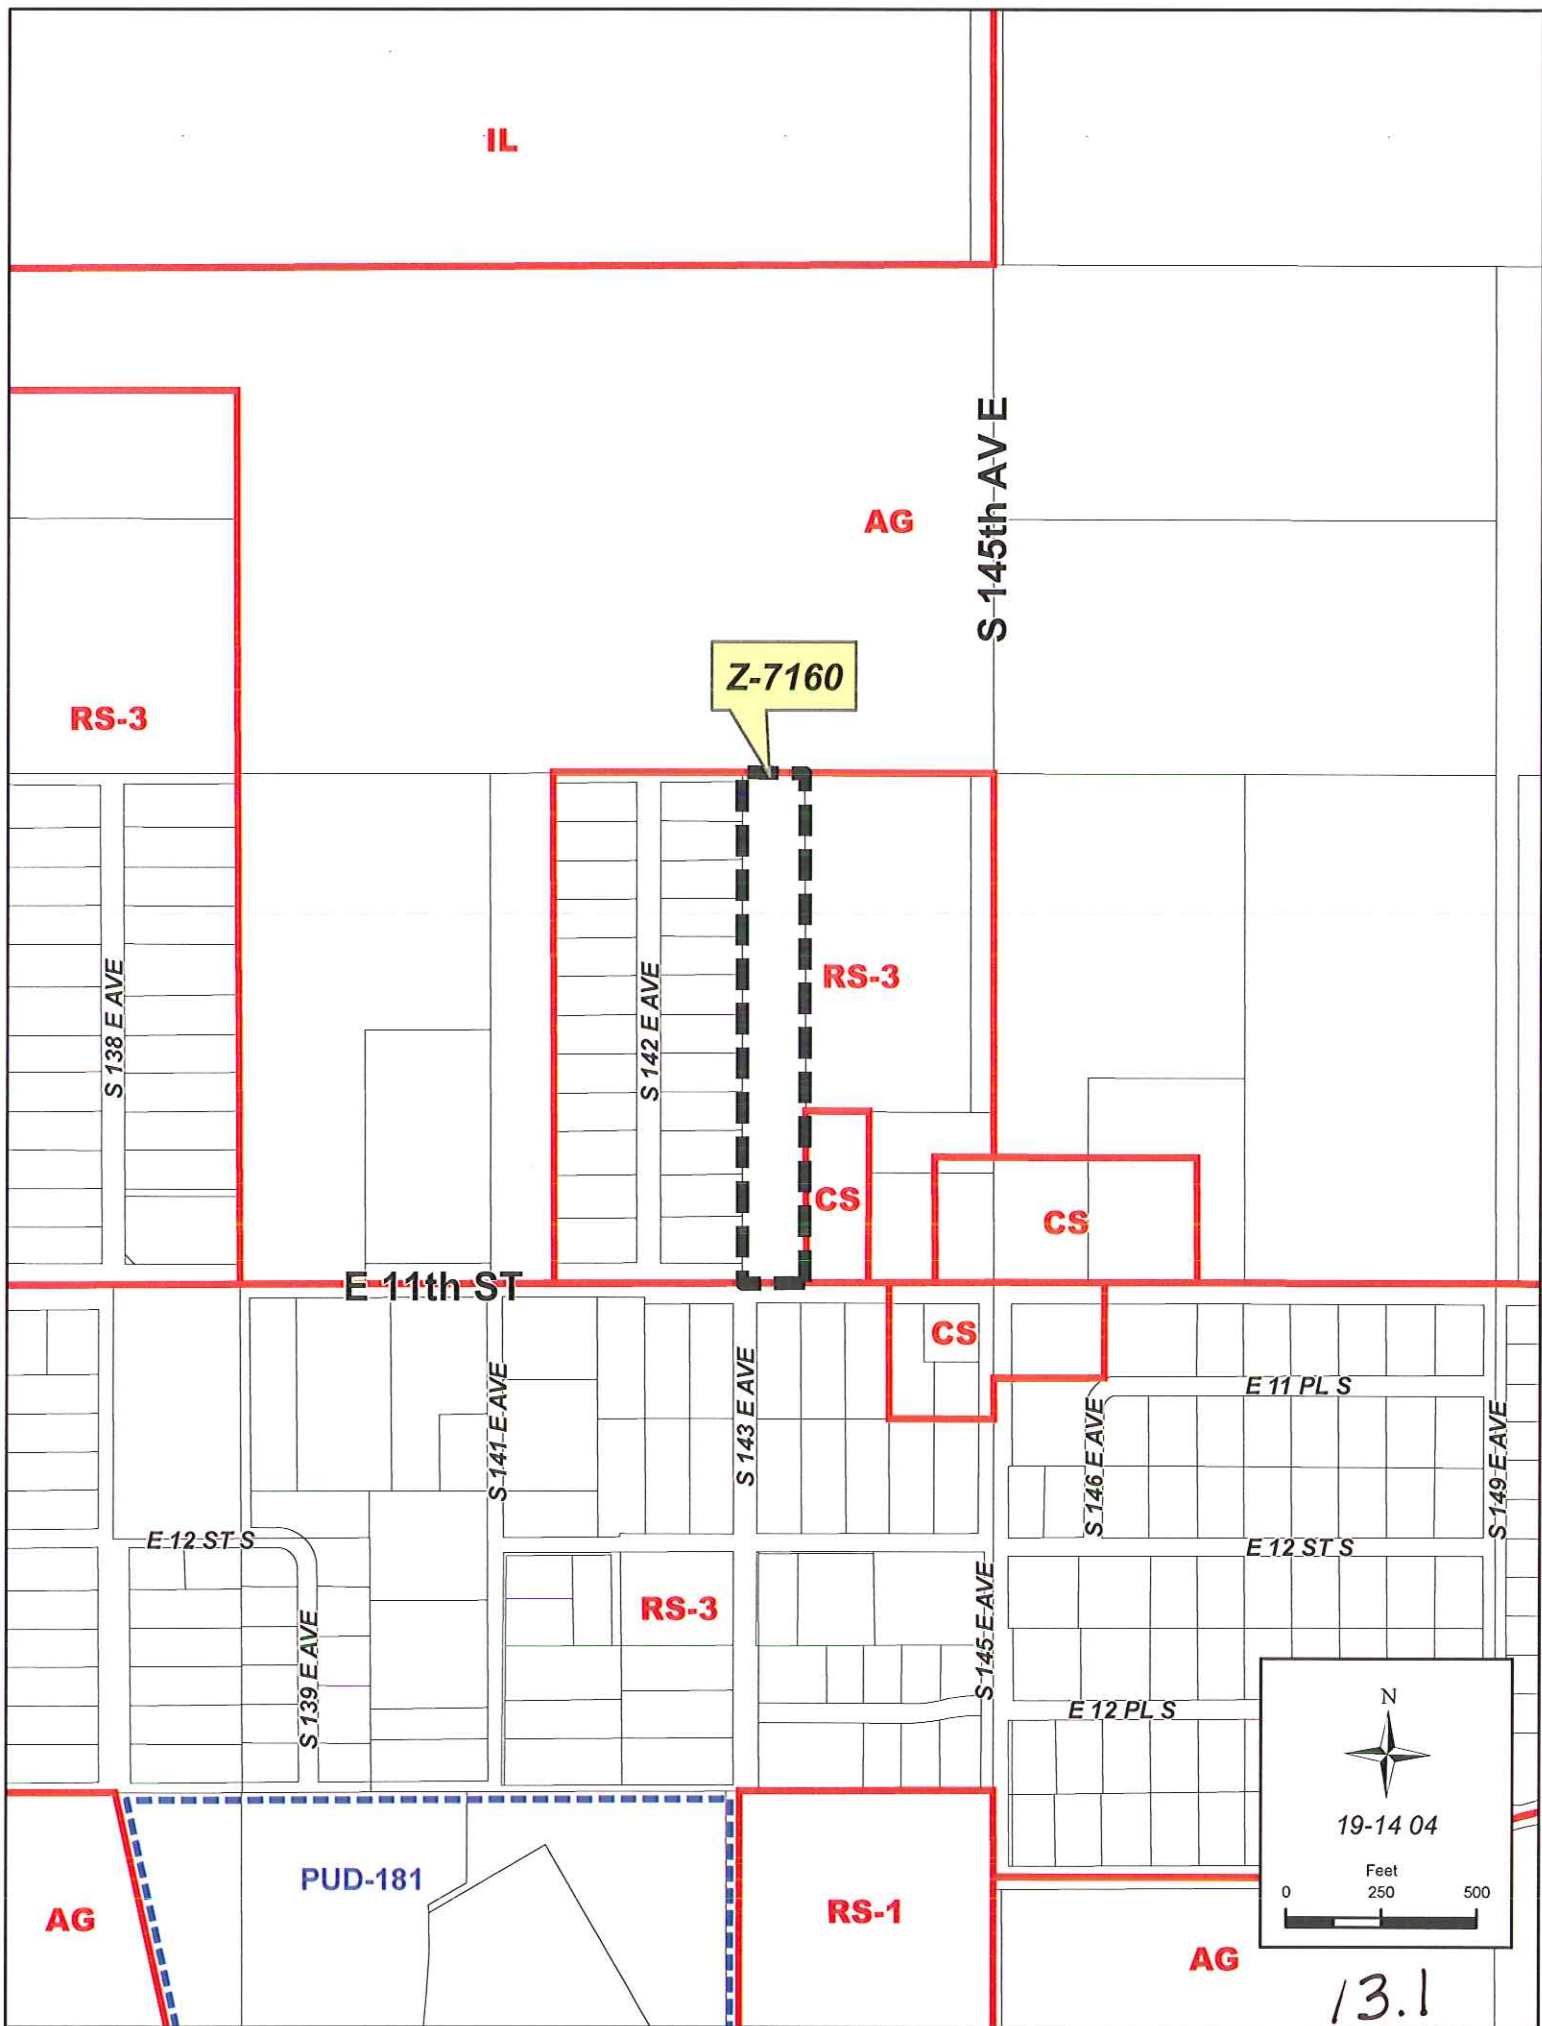 IL
S 145th AV E
AG
Z-7160
RS-3
S 138 E AVE
S 142 E AVE
RS-3
CS
CS
E 11th ST
CS
S 141 E AVE
S 143 E AVE
E 11 PL S
S 146 E AVE
S 149 E AVE
E 12 ST S
E 12 ST S
S 139 E AVE
RS-3
S 145 E AVE
E 12 PL S
N
19-14 04
Feet
0 250 500
PUD-181
AG
RS-1
AG
13.1